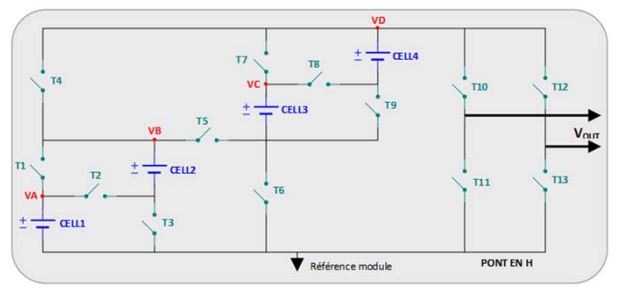 VD
T7
T8
CELL4
T4
VC
T10
T12
CELL3
T9
T5
VB
V_OUT
T1
T2
CELL2
T6
T11
T13
VA
CELL1
T3
Référence module
PONT EN H